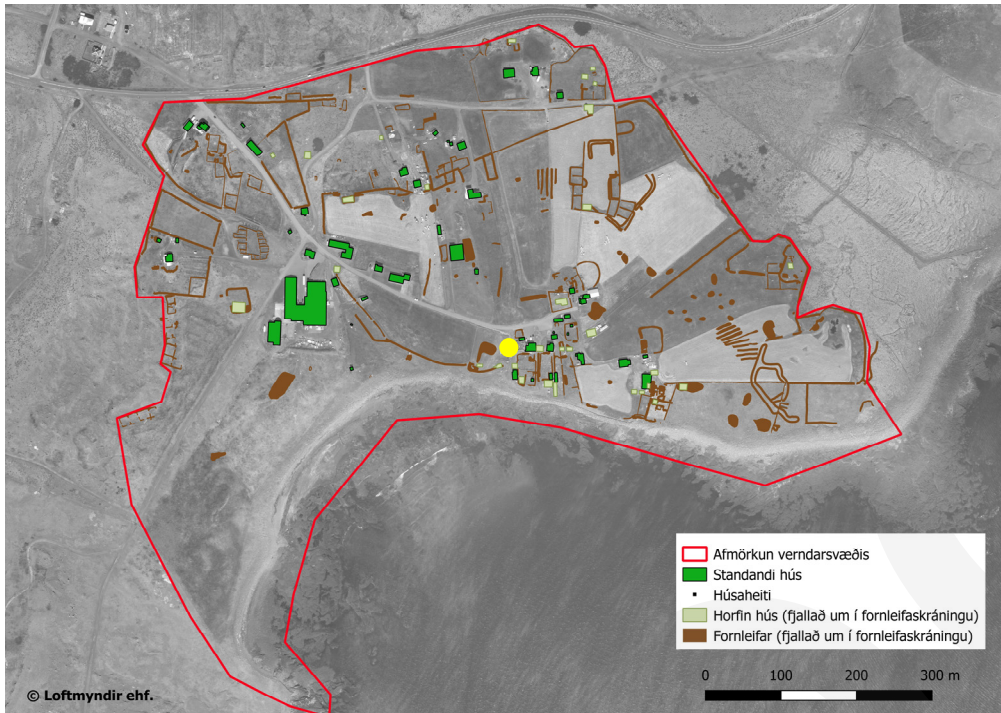 Afmörkun verndarsvæðis
Standandi hús
Húsaheiti
Horfin hús (fjallað um í fornleifaskráningu)
Fornleifar (fjallað um í fornleifaskráningu)
0 100 200 300 m
© Loftmyndir ehf.